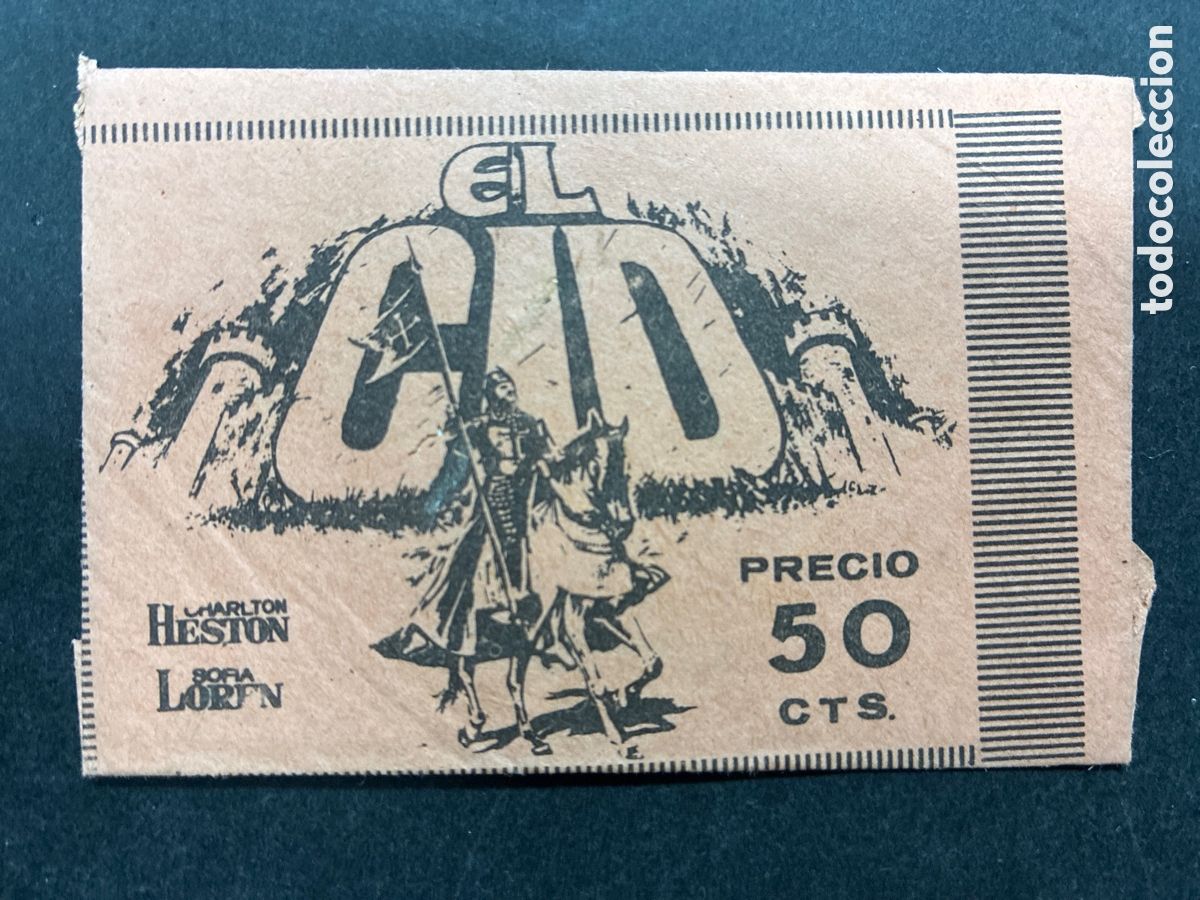 EL
CID
CHARLTON
HESTON
SOFIA
LOREN
PRECIO
50
CTS.
todocoleccion